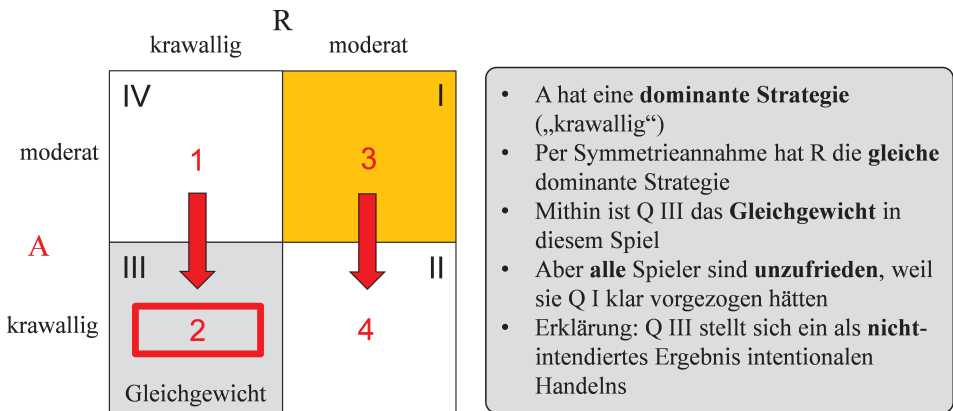 R
krawallig moderat
IV I
moderat 1 3
A
III II
krawallig 2 4
Gleichgewicht
• A hat eine dominante Strategie
(„krawallig“)
• Per Symmetrieannahme hat R die gleiche
dominante Strategie
• Mithin ist Q III das Gleichgewicht in
diesem Spiel
• Aber alle Spieler sind unzufrieden, weil
sie Q I klar vorgezogen hätten
• Erklärung: Q III stellt sich ein als nicht-
intendiertes Ergebnis intentionalen
Handelns